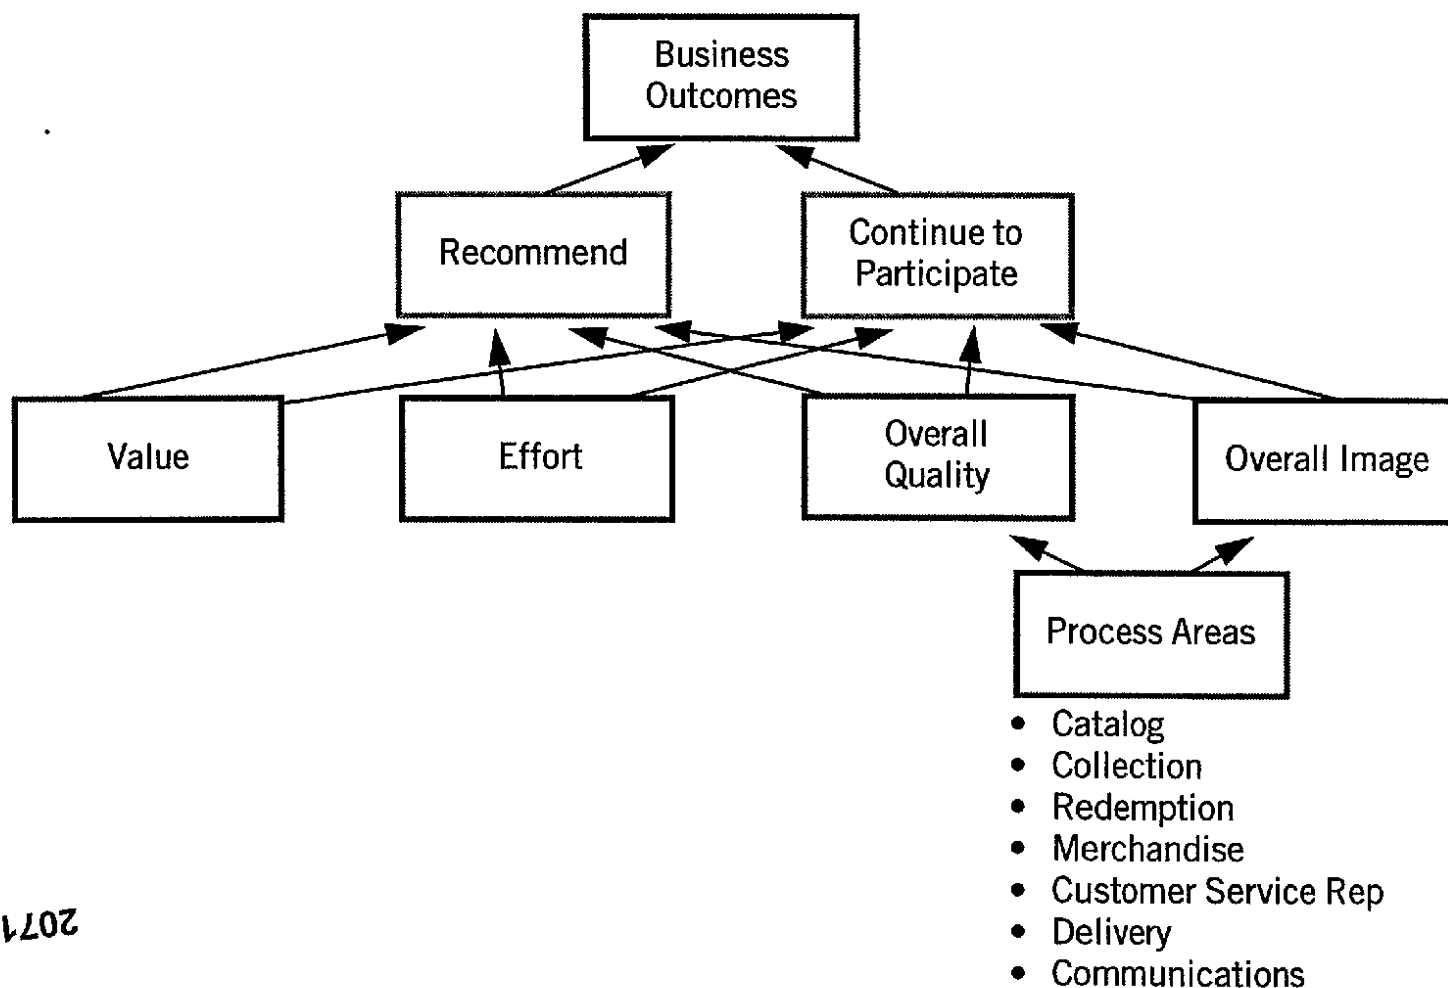 Business
Outcomes
Recommend
Continue to
Participate
Value
Effort
Overall
Quality
Overall Image
Process Areas
• Catalog
• Collection
• Redemption
• Merchandise
• Customer Service Rep
• Delivery
• Communications
2071